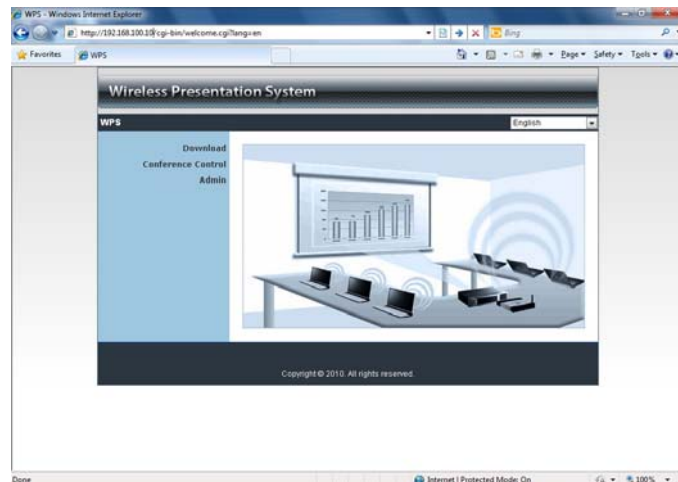 WPS - Windows Internet Explorer
http://192.168.100.10/cgi-bin/welcome.cgi?lang=en
Bing
Favorites
WPS
Page
Safety
Tools
Wireless Presentation System
WPS
English
Download
Conference Control
Admin
Copyright © 2010. All rights reserved.
Done
Internet | Protected Mode: On
100%